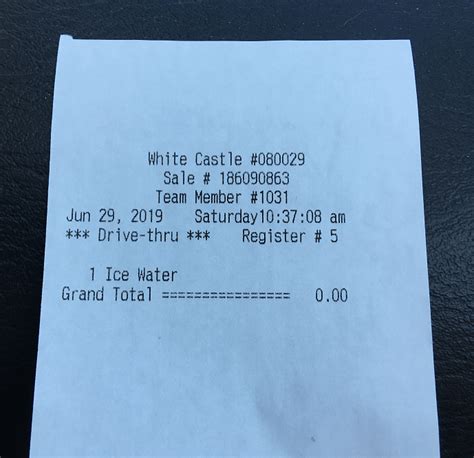 White Castle #080029
Sale # 186090863
Team Member #1031
Jun 29, 2019 Saturday10:37:08 am
*** Drive-thru *** Register # 5
1 Ice Water
Grand Total ================ 0.00